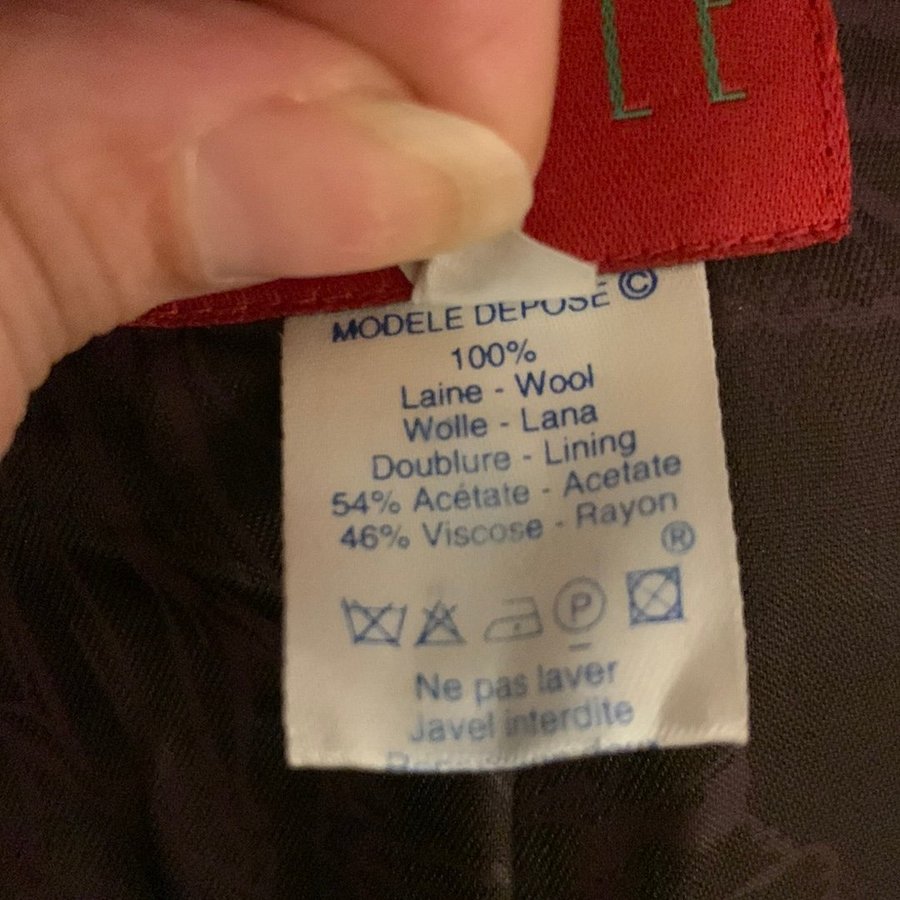 LE
MODELE DEPOSE ©
100%
Laine - Wool
Wolle - Lana
Doublure - Lining
54% Acétate - Acetate
46% Viscose - Rayon
®
P
Ne pas laver
Javel interdite